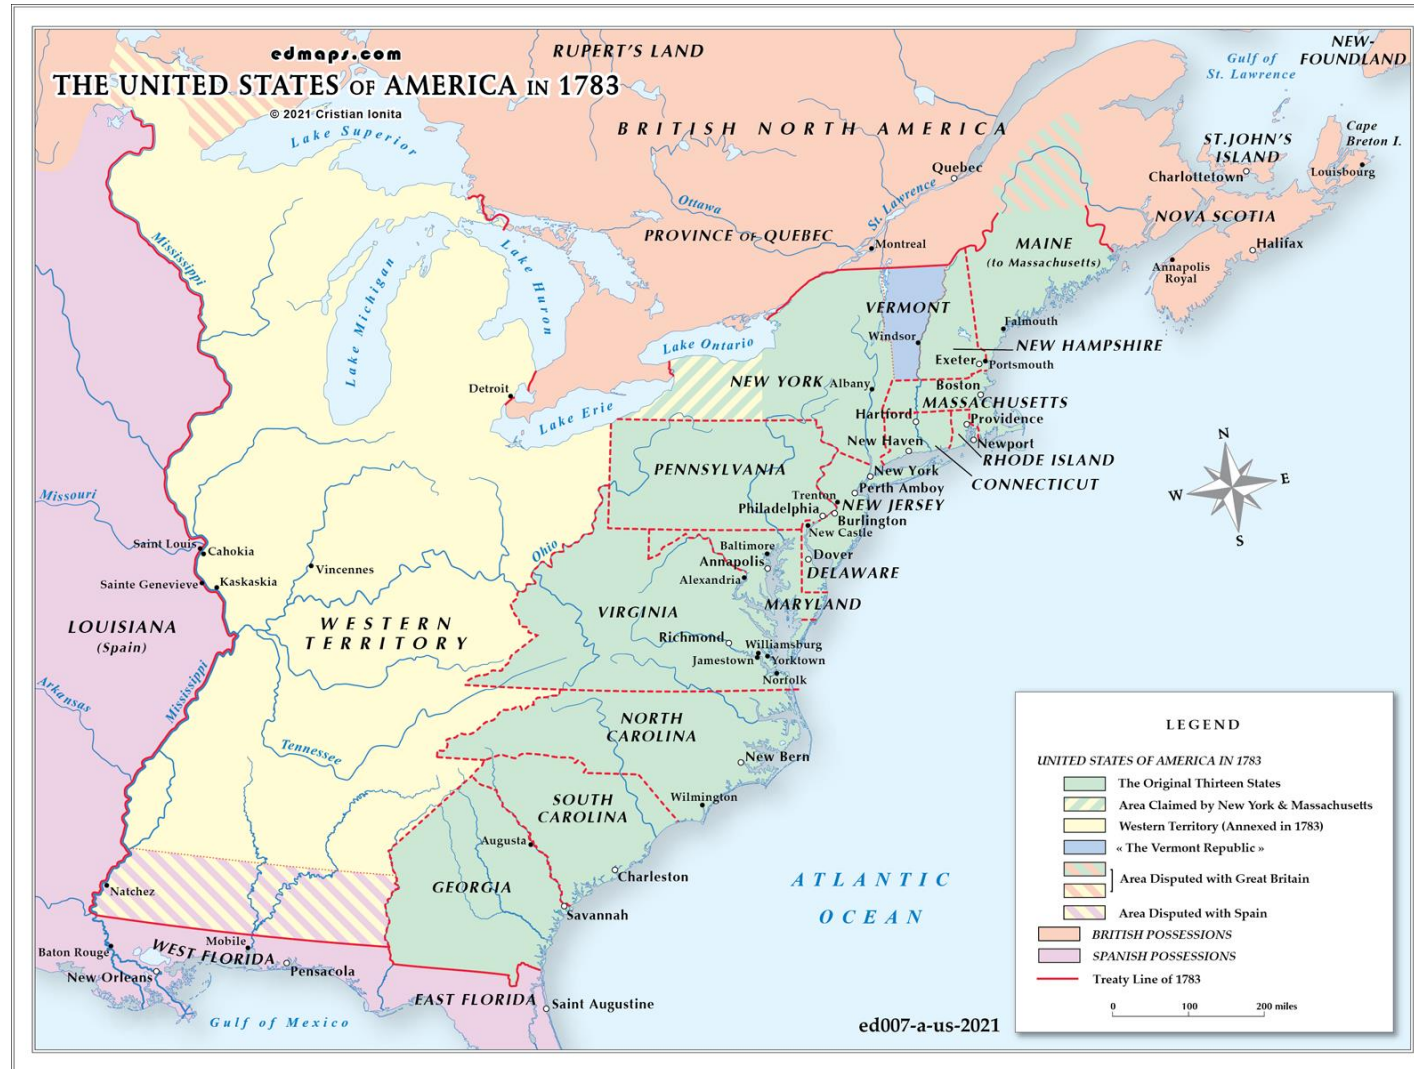 edmaps.com
THE UNITED STATES OF AMERICA IN 1783
© 2021 Cristian Ionita
RUPERT'S LAND
NEW-
FOUNDLAND
Gulf of
St. Lawrence
BRITISH NORTH AMERICA
Lake Superior
ST. JOHN'S
ISLAND
Cape
Breton I.
Quebec
Charlottetown
Louisbourg
Ottawa
St. Lawrence
NOVA SCOTIA
PROVINCE OF QUEBEC
Montreal
MAINE
(to Massachusetts)
Halifax
Annapolis
Royal
Mississippi
Lake Michigan
Lake Huron
VERMONT
Windsor
Falmouth
NEW HAMPSHIRE
Lake Ontario
Exeter
Portsmouth
Detroit
NEW YORK
Albany
Boston
MASSACHUSETTS
Lake Erie
Hartford
Providence
New Haven
Newport
RHODE ISLAND
CONNECTICUT
PENNSYLVANIA
New York
Perth Amboy
Trenton
NEW JERSEY
Philadelphia
Burlington
New Castle
N
E
W
S
Missouri
Saint Louis
Cahokia
Ohio
Baltimore
Annapolis
Dover
DELAWARE
Alexandria
Vincennes
Sainte Genevieve
Kaskaskia
MARYLAND
VIRGINIA
LOUISIANA
(Spain)
WESTERN
TERRITORY
Richmond
Williamsburg
Jamestown
Yorktown
Norfolk
Arkansas
Mississippi
Tennessee
NORTH
CAROLINA
New Bern
Wilmington
SOUTH
CAROLINA
Augusta
Charleston
GEORGIA
Savannah
Natchez
ATLANTIC
OCEAN
Baton Rouge
Mobile
WEST FLORIDA
New Orleans
Pensacola
EAST FLORIDA
Saint Augustine
Gulf of Mexico
ed007-a-us-2021
LEGEND
UNITED STATES OF AMERICA IN 1783
The Original Thirteen States
Area Claimed by New York & Massachusetts
Western Territory (Annexed in 1783)
« The Vermont Republic »
Area Disputed with Great Britain
Area Disputed with Spain
BRITISH POSSESSIONS
SPANISH POSSESSIONS
Treaty Line of 1783
0 100 200 miles